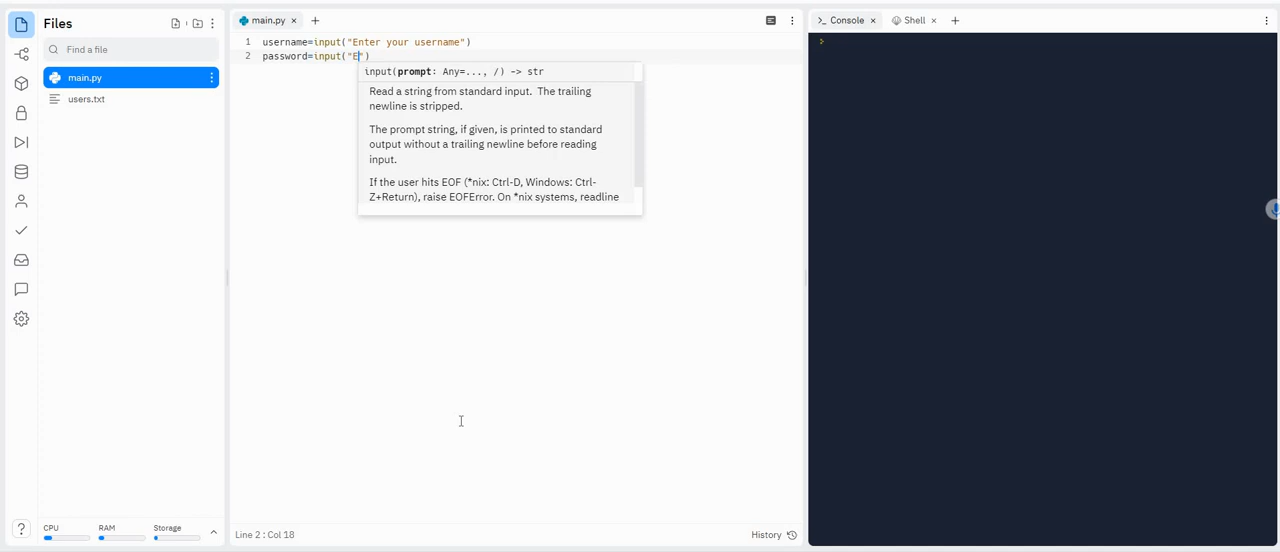 Files
Find a file
main.py
users.txt
CPU
RAM
Storage
main.py
1 username=input("Enter your username")
2 password=input("E")
input(prompt: Any=..., /) -> str
Read a string from standard input. The trailing
newline is stripped.
The prompt string, if given, is printed to standard
output without a trailing newline before reading
input.
If the user hits EOF (*nix: Ctrl-D, Windows: Ctrl-
Z+Return), raise EOFError. On *nix systems, readline
Line 2 : Col 18
History
Console
Shell